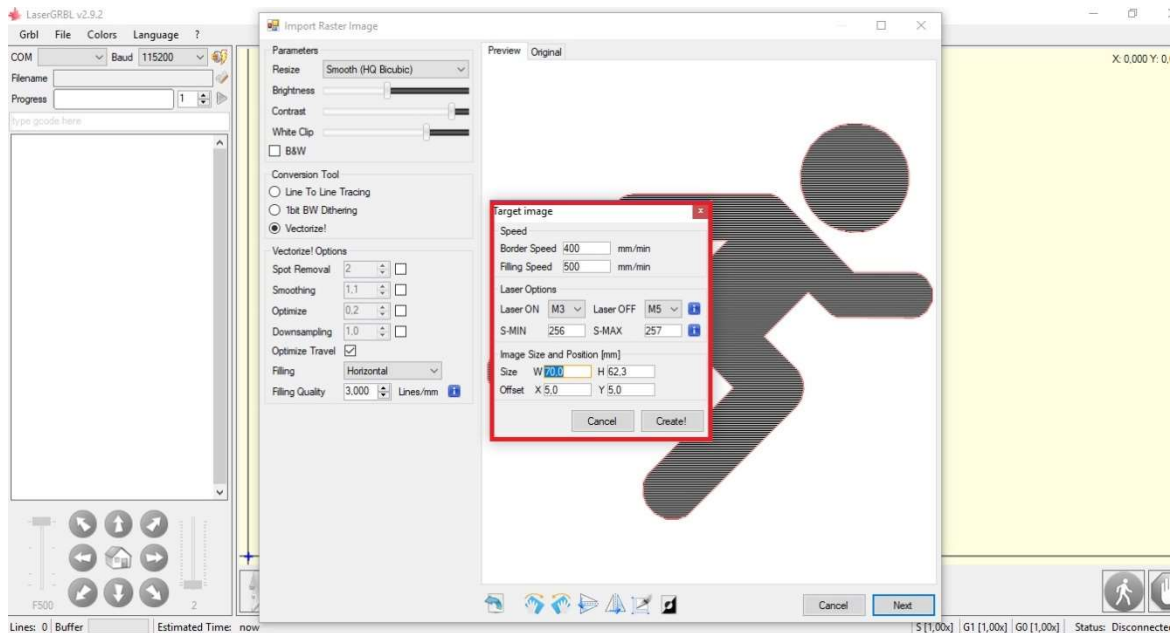 LaserGRBL v2.9.2
Grbl File Colors Language ?
COM Baud 115200
Filename
Progress 1
type gcode here
F500 2
Lines: 0 Buffer Estimated Time: now
Import Raster Image
Parameters
Resize Smooth (HQ Bicubic)
Brightness
Contrast
White Clip
B&W
Conversion Tool
Line To Line Tracing
1bit BW Dithering
Vectorize!
Vectorize! Options
Spot Removal 2
Smoothing 1,1
Optimize 0,2
Downsampling 1,0
Optimize Travel
Filling Horizontal
Filling Quality 3,000 Lines/mm
Preview Original
Target image
Speed
Border Speed 400 mm/min
Filling Speed 500 mm/min
Laser Options
Laser ON M3 Laser OFF M5
S-MIN 256 S-MAX 257
Image Size and Position [mm]
Size W 70,0 H 62,3
Offset X 5,0 Y 5,0
Cancel Create!
Cancel Next
X: 0,000 Y: 0,
S [1,00x] G1 [1,00x] G0 [1,00x] Status: Disconnected